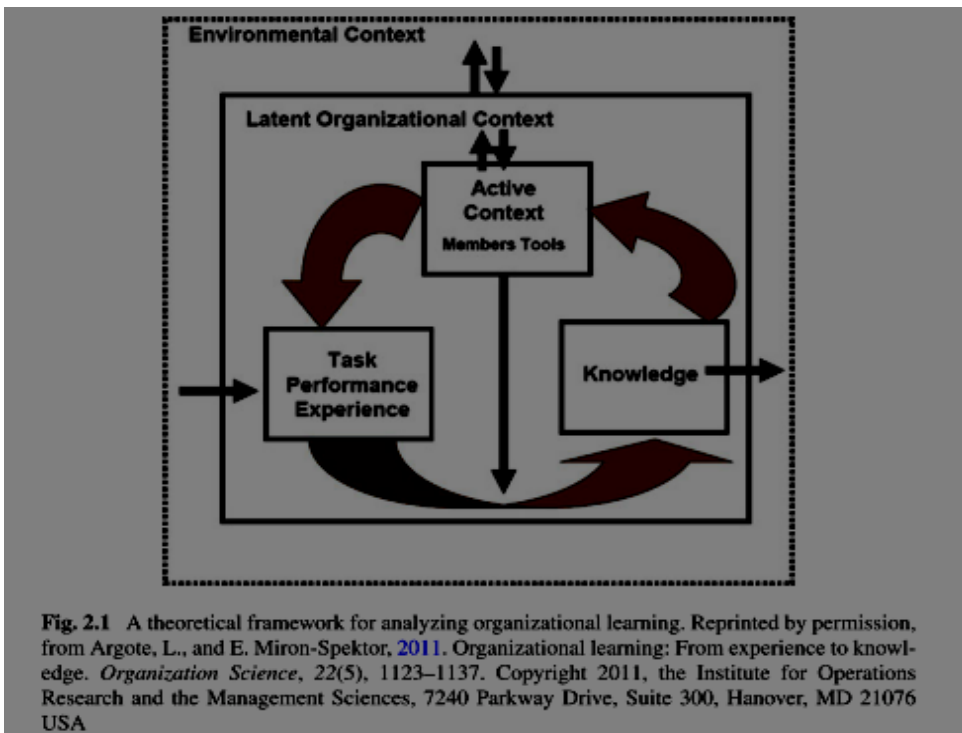 Environmental Context
Latent Organizational Context
Active
Context
Members Tools
Task
Performance
Experience
Knowledge
Fig. 2.1 A theoretical framework for analyzing organizational learning. Reprinted by permission,
from Argote, L., and E. Miron-Spektor, 2011. Organizational learning: From experience to knowl-
edge. Organization Science, 22(5), 1123–1137. Copyright 2011, the Institute for Operations
Research and the Management Sciences, 7240 Parkway Drive, Suite 300, Hanover, MD 21076
USA